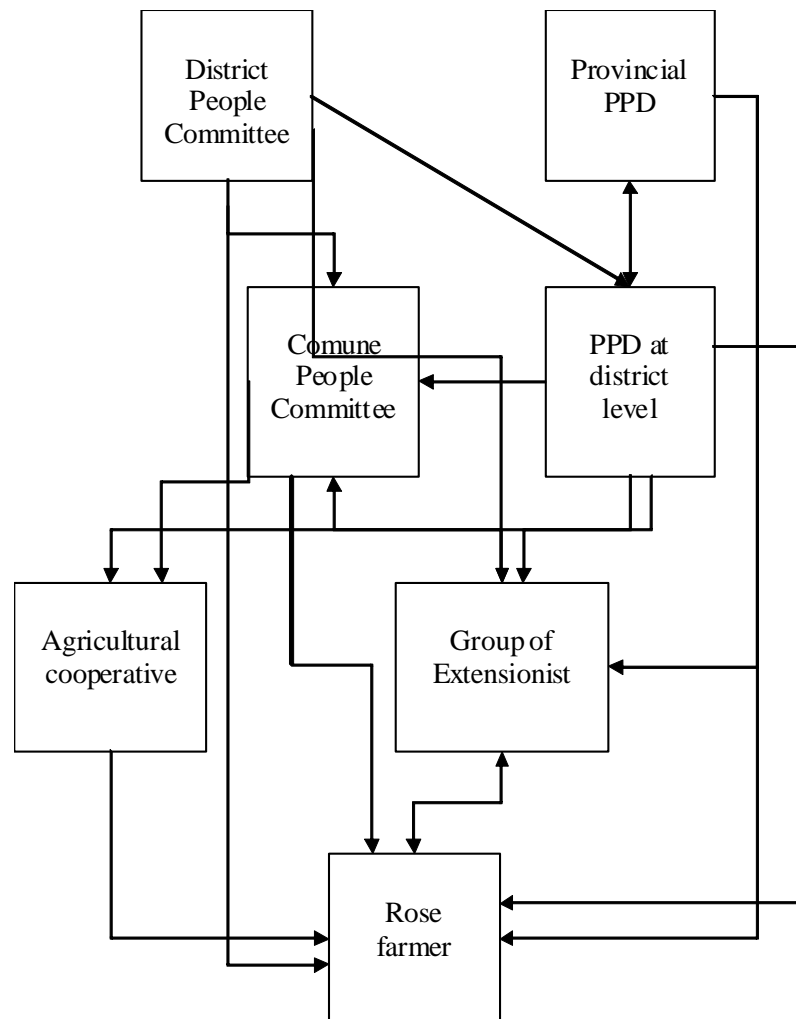 District
People
Committee
Provincial
PPD
Comune
People
Committee
PPD at
district
level
Agricultural
cooperative
Group of
Extensionist
Rose
farmer